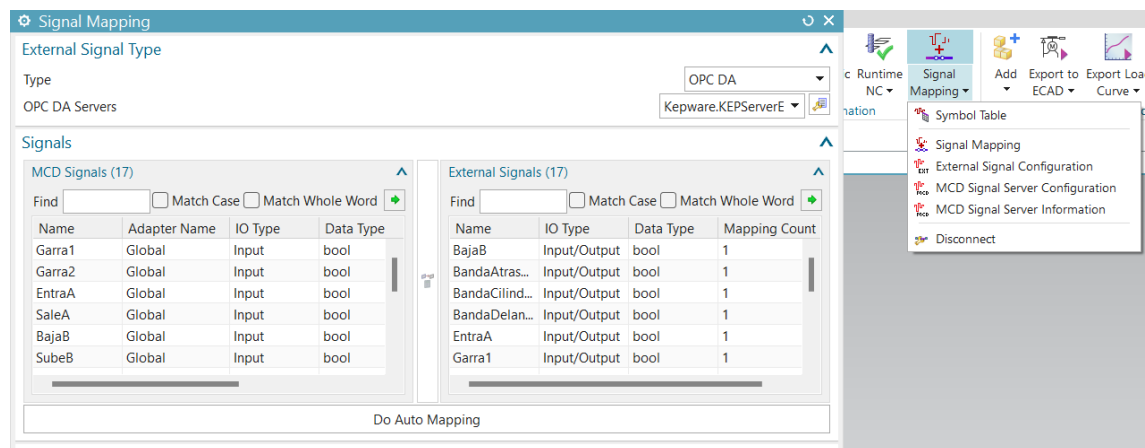 Signal Mapping
External Signal Type
Type
OPC DA
OPC DA Servers
Kepware.KEPServerE
Signals
MCD Signals (17)
Find
Match Case
Match Whole Word
Name Adapter Name IO Type Data Type
Garra1 Global Input bool
Garra2 Global Input bool
EntraA Global Input bool
SaleA Global Input bool
BajaB Global Input bool
SubeB Global Input bool
External Signals (17)
Find
Match Case
Match Whole Word
Name IO Type Data Type Mapping Count
BajaB Input/Output bool 1
BandaAtras... Input/Output bool 1
BandaCilind... Input/Output bool 1
BandaDelan... Input/Output bool 1
EntraA Input/Output bool 1
Garra1 Input/Output bool 1
Do Auto Mapping
c Runtime
NC
Signal
Mapping
Add
Export to
ECAD
Export Loa
Curve
nation
Symbol Table
Signal Mapping
External Signal Configuration
MCD Signal Server Configuration
MCD Signal Server Information
Disconnect